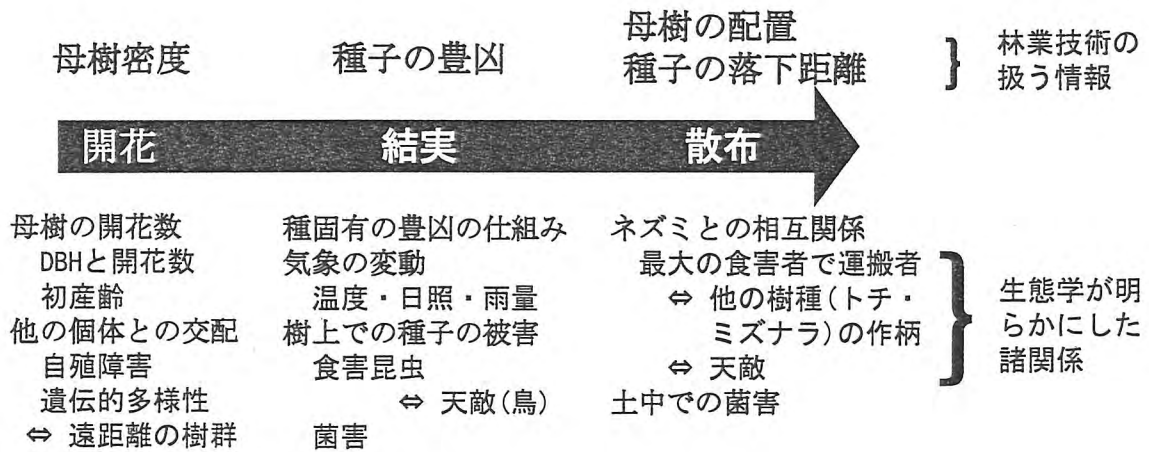 母樹密度
種子の豊凶
母樹の配置
種子の落下距離
林業技術の
扱う情報
開花
結実
散布
母樹の開花数
DBHと開花数
初産齢
他の個体との交配
自殖障害
遺伝的多様性
⇔ 遠距離の樹群
種固有の豊凶の仕組み
気象の変動
温度・日照・雨量
樹上での種子の被害
食害昆虫
⇔ 天敵(鳥)
菌害
ネズミとの相互関係
最大の食害者で運搬者
⇔ 他の樹種(トチ・
ミズナラ)の作柄
⇔ 天敵
土中での菌害
生態学が明
らかにした
諸関係